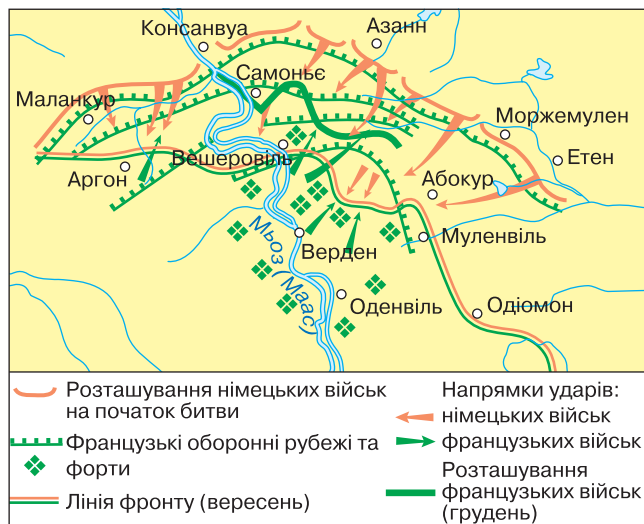 Консанвуа
Азанн
Самоньє
Маланкур
Моржемулен
Етен
Вешеровіль
Аргон
Абокур
Муленвіль
Верден
Мьоз (Маас)
Оденвіль
Одіомон
Розташування німецьких військ
на початок битви
Французькі оборонні рубежі та
форти
Лінія фронту (вересень)
Напрямки ударів:
німецьких військ
французьких військ
Розташування
французьких військ
(грудень)